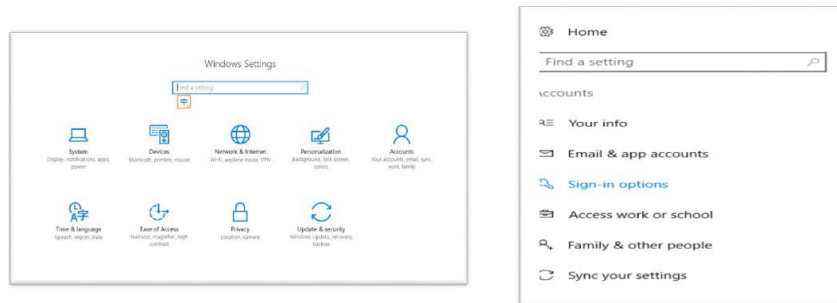 Windows Settings
Find a setting
中
System
Display, notifications, apps,
power
Devices
Bluetooth, printers, mouse
Network & Internet
Wi-Fi, airplane mode, VPN
Personalization
Background, lock screen,
colors
Accounts
Your accounts, email, sync,
work, family
Time & language
Speech, region, date
Ease of Access
Narrator, magnifier, high
contrast
Privacy
Location, camera
Update & security
Windows Update, recovery,
backup
Home
Find a setting
Accounts
Your info
Email & app accounts
Sign-in options
Access work or school
Family & other people
Sync your settings